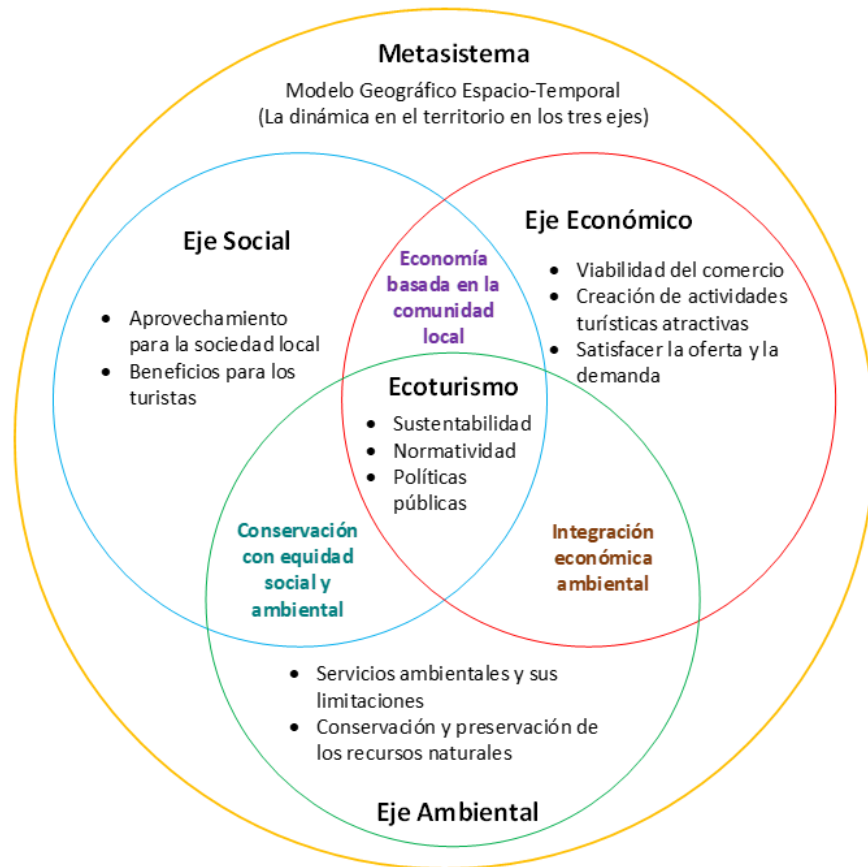 Metasistema
Modelo Geográfico Espacio-Temporal
(La dinámica en el territorio en los tres ejes)
Eje Social
• Aprovechamiento
para la sociedad local
• Beneficios para los
turistas
Economía
basada en la
comunidad
local
Eje Económico
• Viabilidad del comercio
• Creación de actividades
turísticas atractivas
• Satisfacer la oferta y la
demanda
Ecoturismo
• Sustentabilidad
• Normatividad
• Políticas
públicas
Conservación
con equidad
social y
ambiental
Integración
económica
ambiental
• Servicios ambientales y sus
limitaciones
• Conservación y preservación de
los recursos naturales
Eje Ambiental